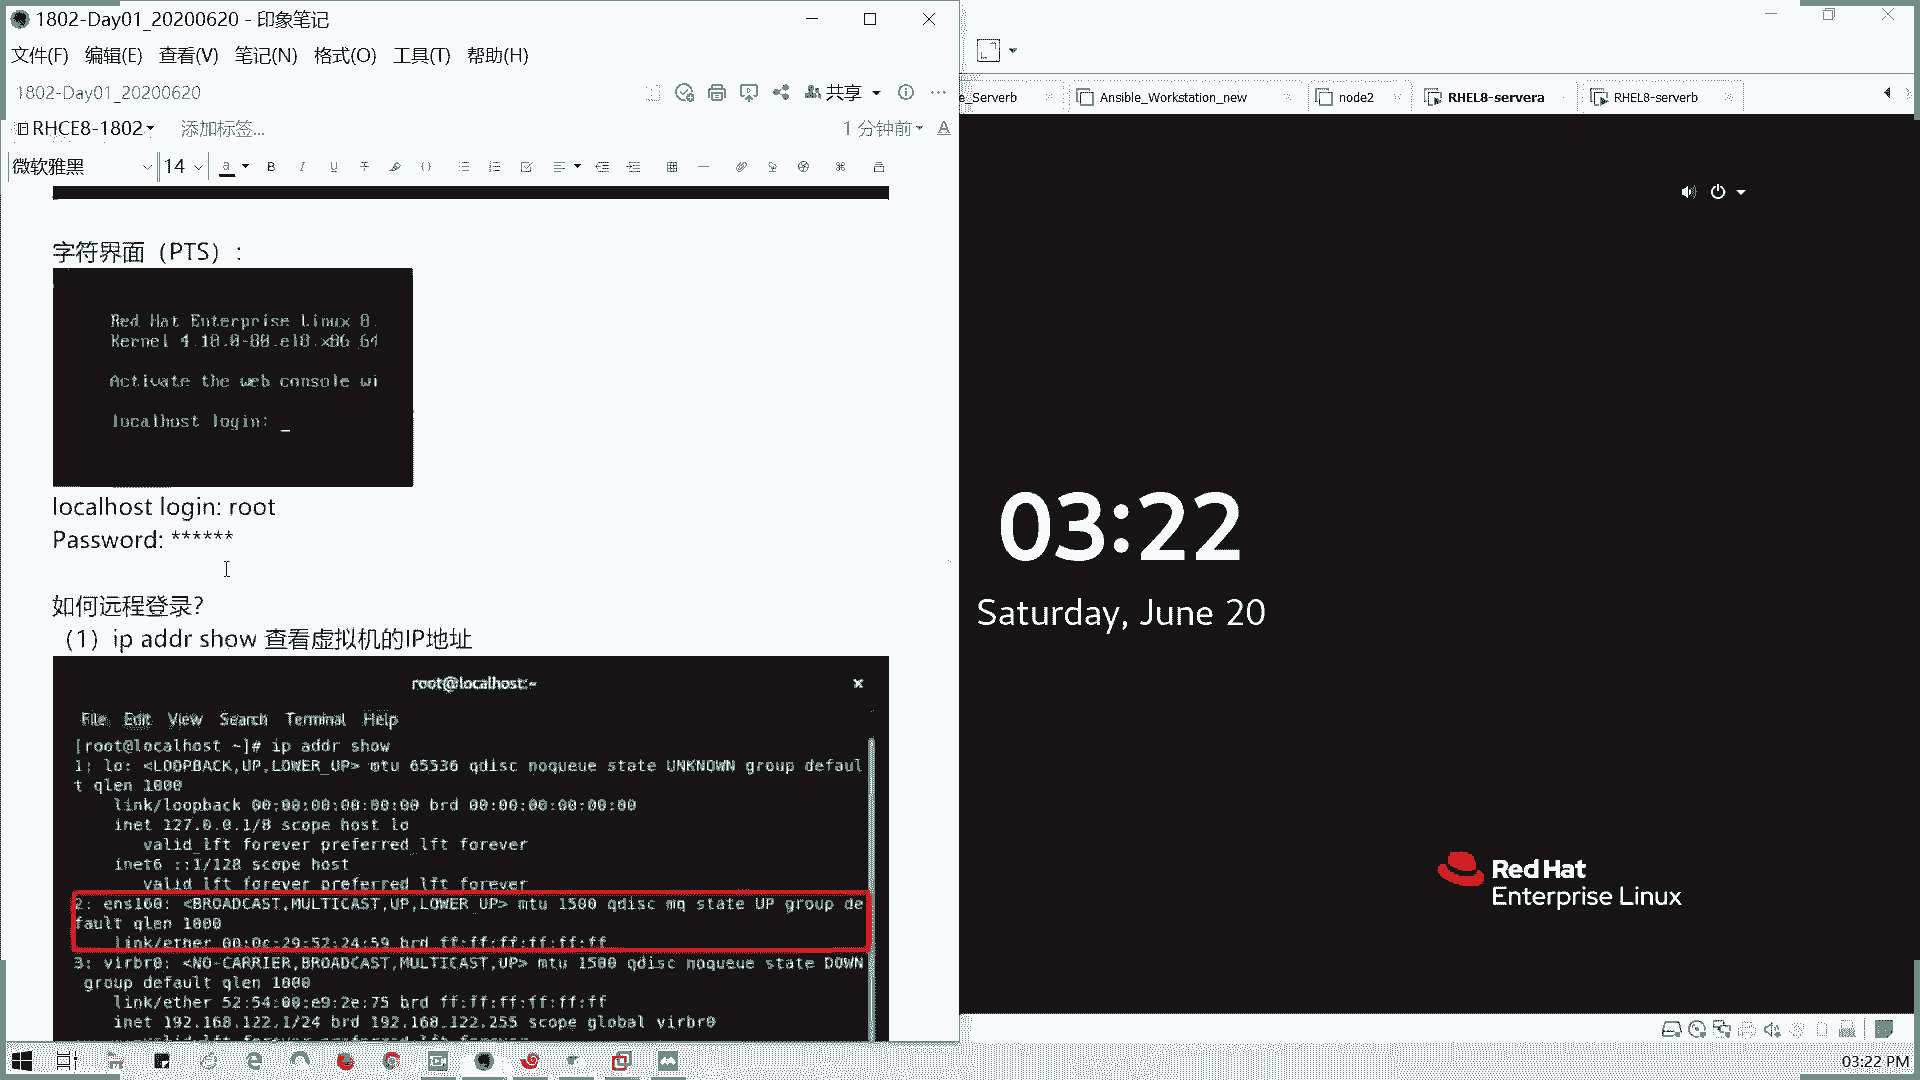 1802-Day01_20200620 - 印象笔记
文件(F) 编辑(E) 查看(V) 笔记(N) 格式(O) 工具(T) 帮助(H)
1802-Day01_20200620
共享
RHCE8-1802
添加标签...
1 分钟前
微软雅黑
14
字符界面（PTS）：
Red Hat Enterprise Linux 8.
Kernel 4.18.0-80.el8.x86_64
Activate the web console wi
localhost login: _
localhost login: root
Password: ******
如何远程登录?
（1）ip addr show 查看虚拟机的IP地址
root@localhost:~
File Edit View Search Terminal Help
[root@localhost ~]# ip addr show
1: lo: <LOOPBACK,UP,LOWER_UP> mtu 65536 qdisc noqueue state UNKNOWN group defaul
t qlen 1000
link/loopback 00:00:00:00:00:00 brd 00:00:00:00:00:00
inet 127.0.0.1/8 scope host lo
valid_lft forever preferred_lft forever
inet6 ::1/128 scope host
valid_lft forever preferred_lft forever
2: ens160: <BROADCAST,MULTICAST,UP,LOWER_UP> mtu 1500 qdisc mq state UP group de
fault qlen 1000
link/ether 00:0c:29:52:24:59 brd ff:ff:ff:ff:ff:ff
3: virbr0: <NO-CARRIER,BROADCAST,MULTICAST,UP> mtu 1500 qdisc noqueue state DOWN
group default qlen 1000
link/ether 52:54:00:e9:2e:75 brd ff:ff:ff:ff:ff:ff
inet 192.168.122.1/24 brd 192.168.122.255 scope global virbr0
e_Serverb
Ansible_Workstation_new
node2
RHEL8-servera
RHEL8-serverb
03:22
Saturday, June 20
Red Hat
Enterprise Linux
03:22 PM